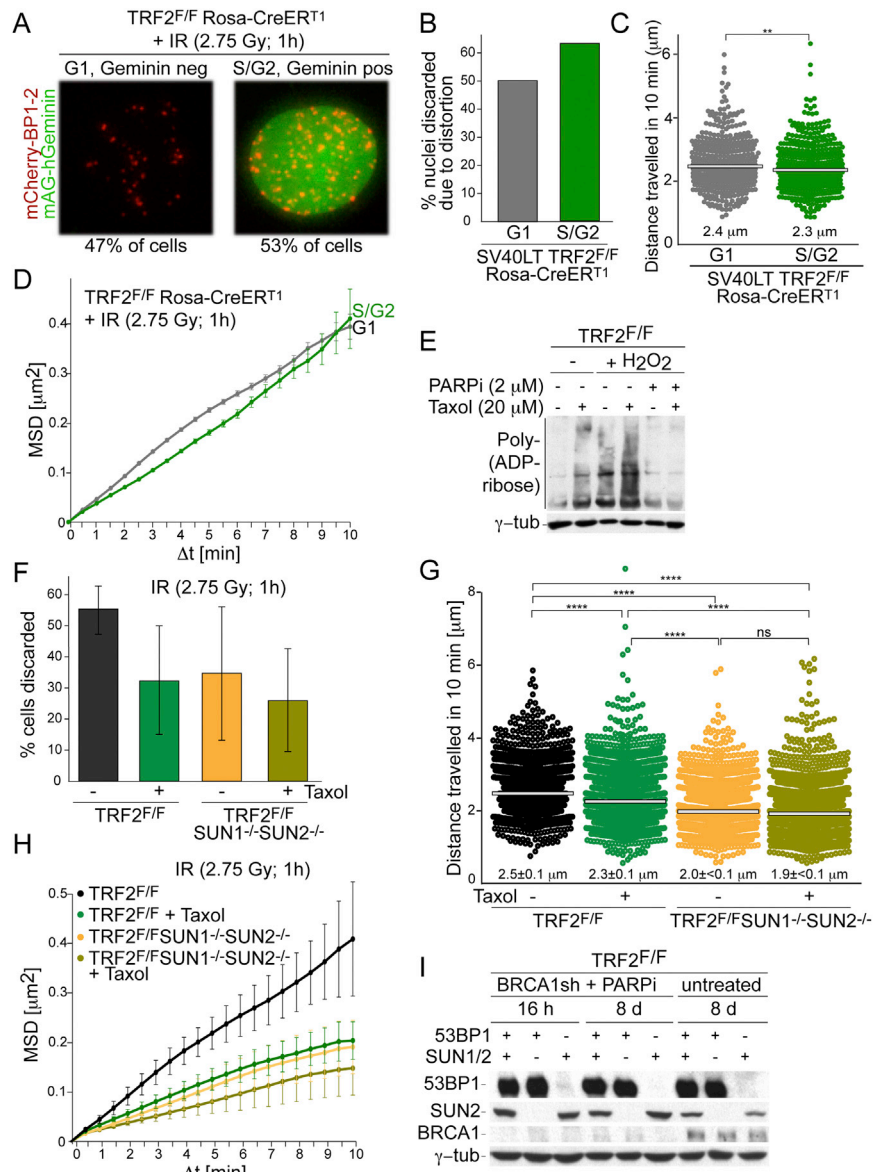 A
TRF2F/F Rosa-CreERT1
+ IR (2.75 Gy; 1h)
G1, Geminin neg S/G2, Geminin pos
mCherry-BP1-2
mAG-hGeminin
47% of cells 53% of cells
B
% nuclei discarded
due to distortion
60
50
40
30
20
10
0
G1 S/G2
SV40LT TRF2F/F
Rosa-CreERT1
C
Distance travelled in 10 min (μm)
**
6
4
2
0
2.4 μm 2.3 μm
G1 S/G2
SV40LT TRF2F/F
Rosa-CreERT1
D
TRF2F/F Rosa-CreERT1
+ IR (2.75 Gy; 1h)
S/G2
G1
MSD [μm2]
0.4
0.3
0.2
0.1
0
0 1 2 3 4 5 6 7 8 9 10
Δt [min]
E
TRF2F/F
- + H2O2
PARPi (2 μM) - - - - + +
Taxol (20 μM) - + - + - +
Poly-
(ADP-
ribose)
γ–tub
F
IR (2.75 Gy; 1h)
% cells discarded
60
50
40
30
20
10
0
- + - + Taxol
TRF2F/F TRF2F/F
SUN1-/-SUN2-/-
G
Distance travelled in 10 min [μm]
8
6
4
2
0
****
****
**** ****
**** ns
2.5±0.1 μm 2.3±0.1 μm 2.0±<0.1 μm 1.9±<0.1 μm
Taxol - + - +
TRF2F/F TRF2F/FSUN1-/-SUN2-/-
H
IR (2.75 Gy; 1h)
TRF2F/F
TRF2F/F + Taxol
TRF2F/FSUN1-/-SUN2-/-
TRF2F/FSUN1-/-SUN2-/-
+ Taxol
MSD [μm2]
0.5
0.4
0.3
0.2
0.1
0
0 1 2 3 4 5 6 7 8 9 10
Δt [min]
I
TRF2F/F
BRCA1sh + PARPi untreated
16 h 8 d 8 d
53BP1 + + - + + - + + -
SUN1/2 + - + + - + + - +
53BP1-
SUN2-
BRCA1-
γ–tub-